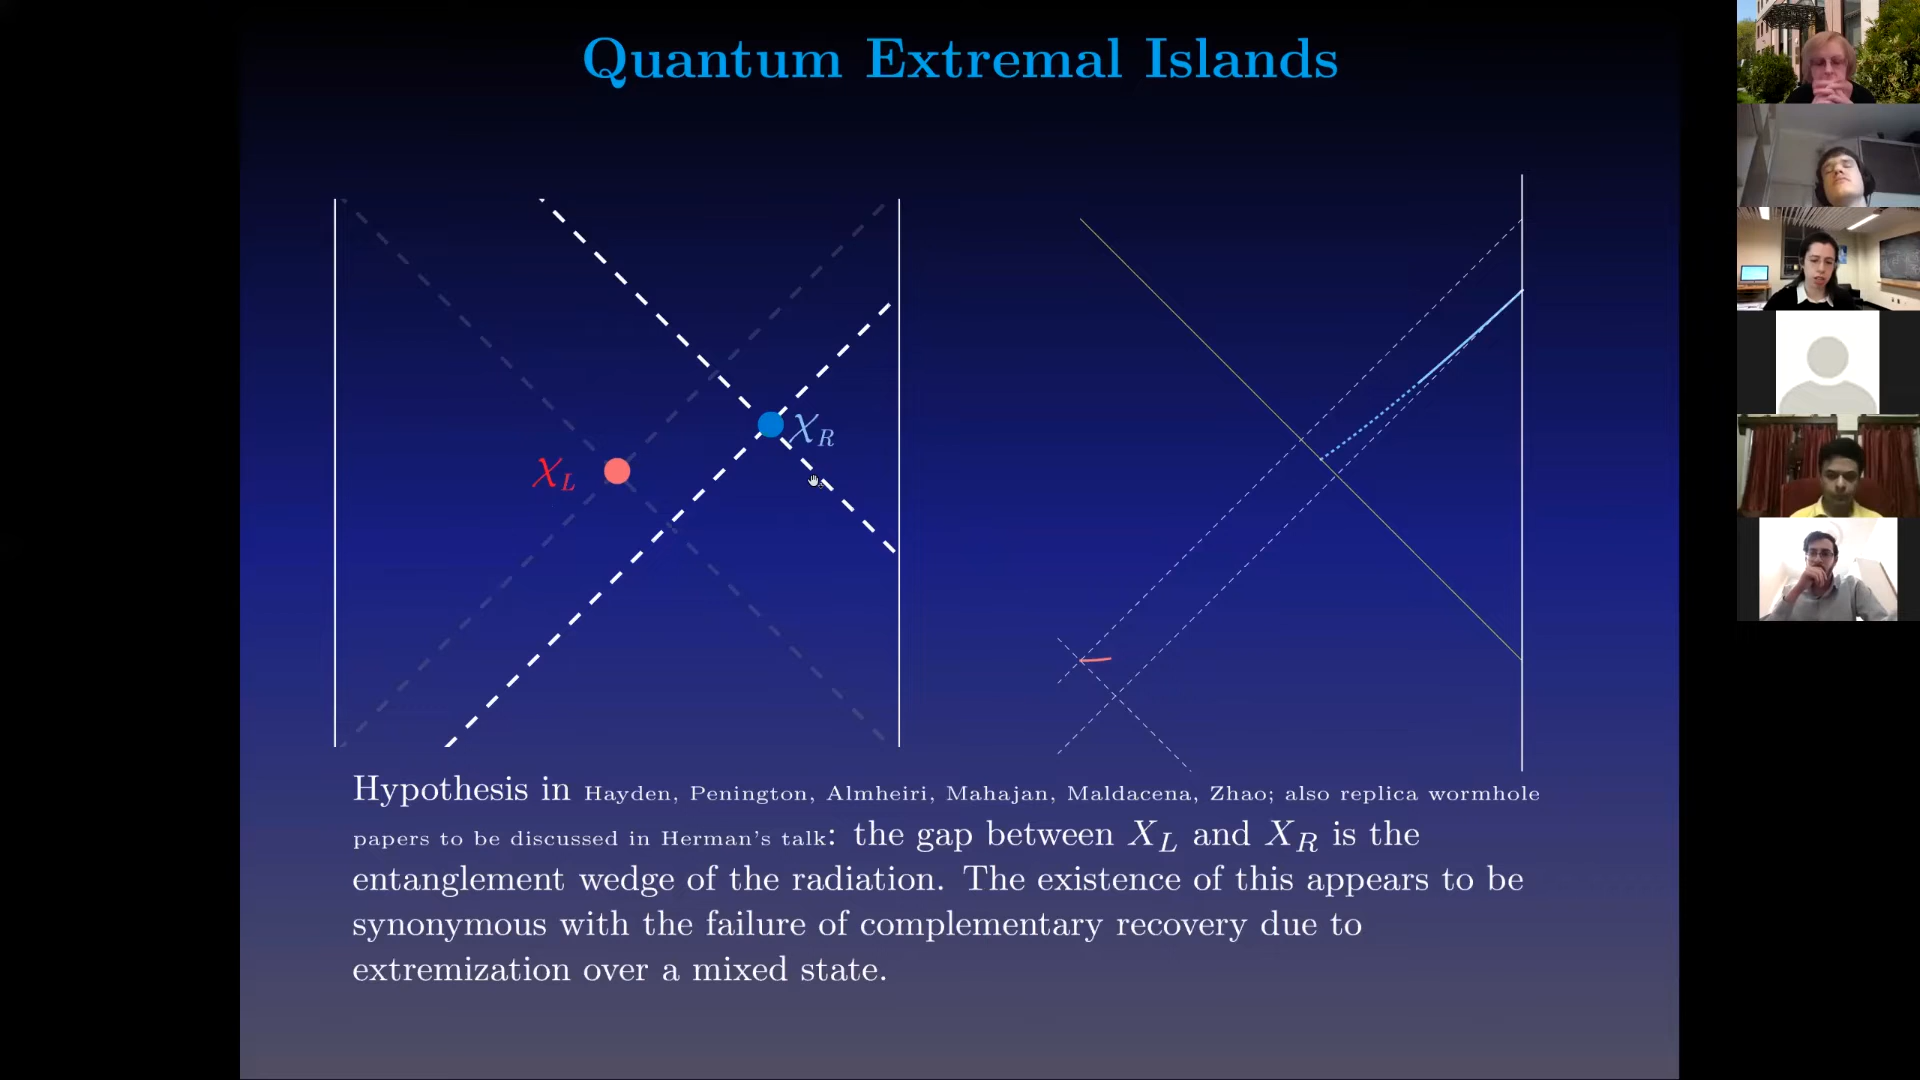 Quantum Extremal Islands
χ_L
χ_R
Hypothesis in Hayden, Penington, Almheiri, Mahajan, Maldacena, Zhao; also replica wormhole
papers to be discussed in Herman's talk: the gap between X_L and X_R is the
entanglement wedge of the radiation. The existence of this appears to be
synonymous with the failure of complementary recovery due to
extremization over a mixed state.